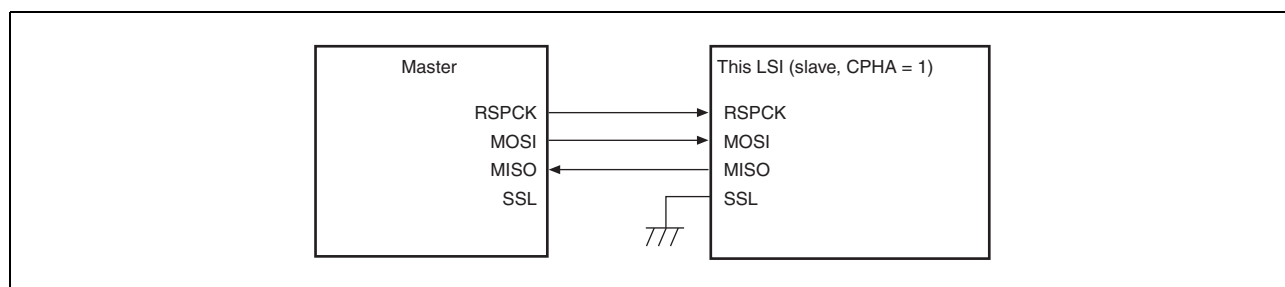 Master
RSPCK
MOSI
MISO
SSL
This LSI (slave, CPHA = 1)
RSPCK
MOSI
MISO
SSL